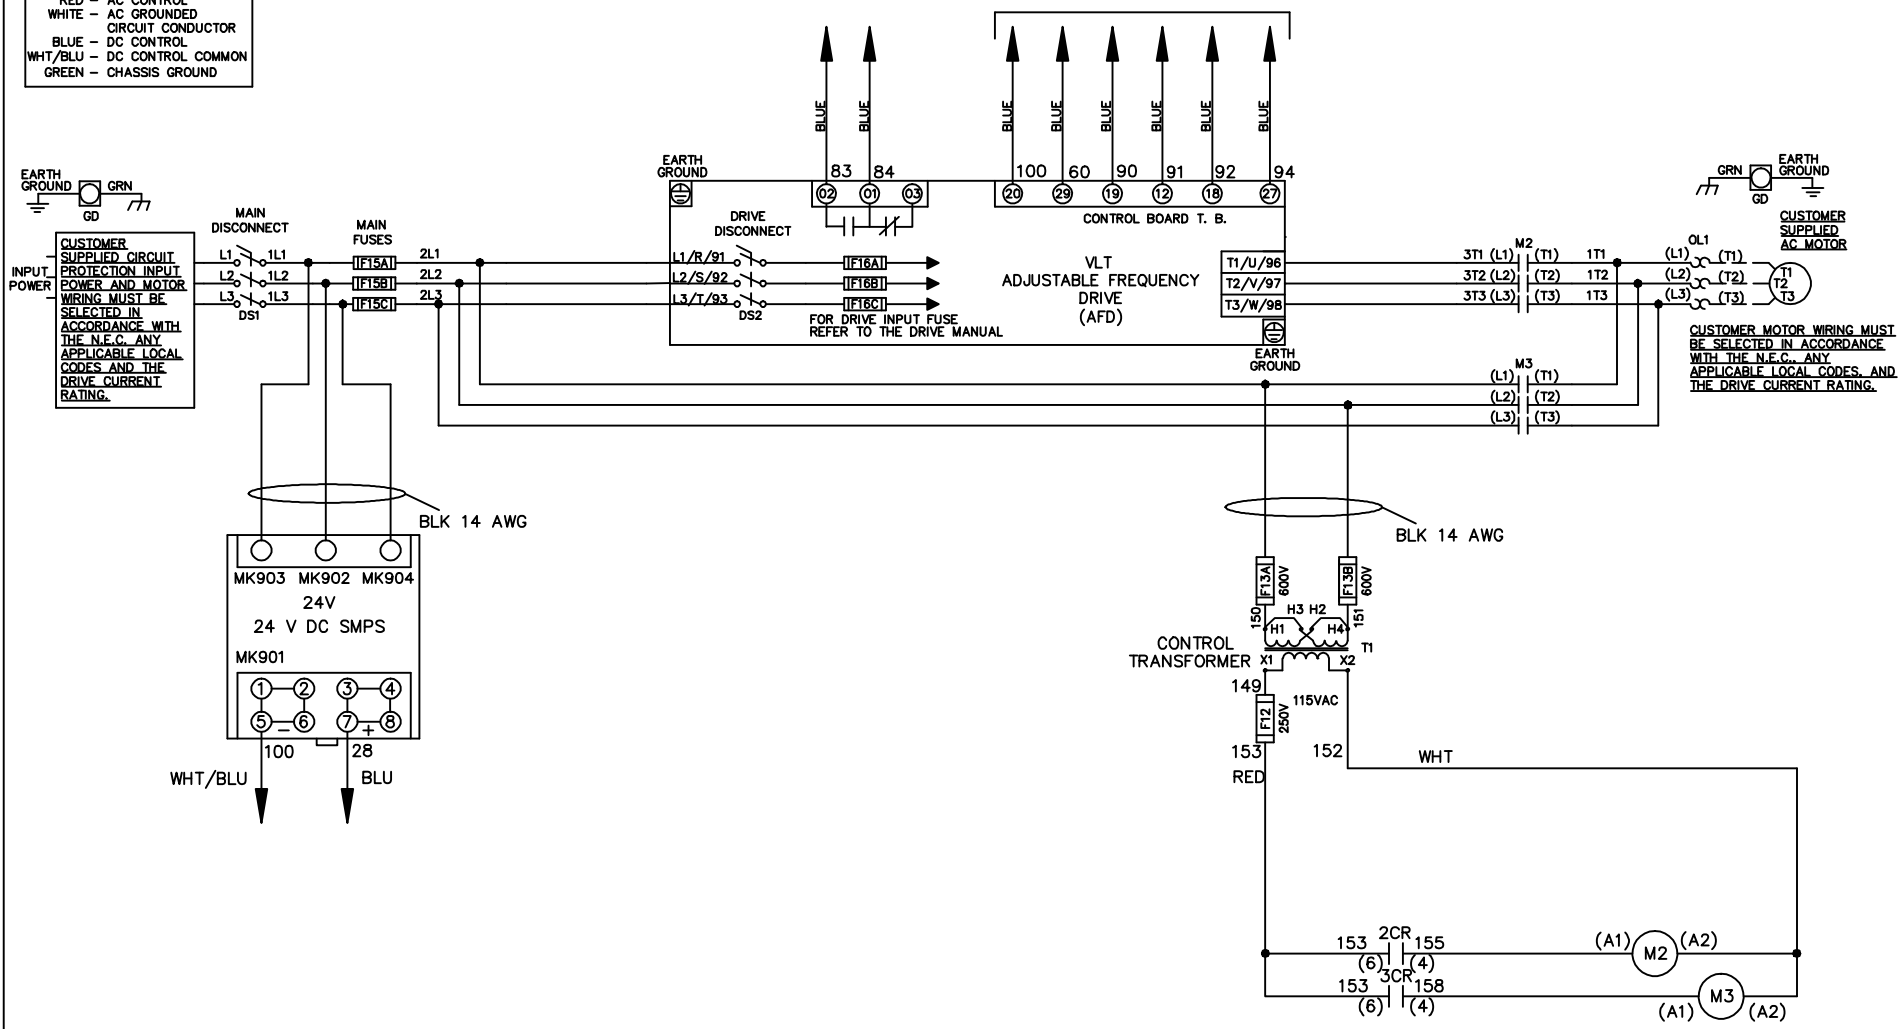 RED – AC CONTROL
WHITE – AC GROUNDED
CIRCUIT CONDUCTOR
BLUE – DC CONTROL
WHT/BLU – DC CONTROL COMMON
GREEN – CHASSIS GROUND
BLUE BLUE BLUE BLUE BLUE BLUE BLUE BLUE
EARTH
GROUND
GRN
GD
EARTH
GROUND
83 84
100 60 90 91 92 94
02 01 03
20 29 19 12 18 27
CONTROL BOARD T. B.
GRN
EARTH
GROUND
GD
CUSTOMER
SUPPLIED
AC MOTOR
INPUT
POWER
CUSTOMER
SUPPLIED CIRCUIT
PROTECTION INPUT
POWER AND MOTOR
WIRING MUST BE
SELECTED IN
ACCORDANCE WITH
THE N.E.C. ANY
APPLICABLE LOCAL
CODES AND THE
DRIVE CURRENT
RATING.
MAIN
DISCONNECT
L1 1L1
L2 1L2
L3 1L3
DS1
MAIN
FUSES
F15A 2L1
F15B 2L2
F15C 2L3
DRIVE
DISCONNECT
L1/R/91
L2/S/92
L3/T/93
DS2
F16A
F16B
F16C
FOR DRIVE INPUT FUSE
REFER TO THE DRIVE MANUAL
VLT
ADJUSTABLE FREQUENCY
DRIVE
(AFD)
T1/U/96
T2/V/97
T3/W/98
EARTH
GROUND
M2
3T1 (L1) (T1) 1T1
3T2 (L2) (T2) 1T2
3T3 (L3) (T3) 1T3
OL1
(L1) (T1)
(L2) (T2)
(L3) (T3)
T1
T2
T3
CUSTOMER MOTOR WIRING MUST
BE SELECTED IN ACCORDANCE
WITH THE N.E.C., ANY
APPLICABLE LOCAL CODES, AND
THE DRIVE CURRENT RATING.
M3
(L1) (T1)
(L2) (T2)
(L3) (T3)
BLK 14 AWG
BLK 14 AWG
MK903 MK902 MK904
24V
24 V DC SMPS
MK901
1 2 3 4
5 6 7 8
– +
100 28
WHT/BLU BLU
F13A 600V F13B 600V
150 151
H3 H2
H1 H4
T1
CONTROL
TRANSFORMER
X1 X2
149
115VAC
F12 250V
153 152
RED
WHT
2CR
153 155
(6) (4)
(A1) M2 (A2)
3CR
153 158
(6) (4)
(A1) M3 (A2)